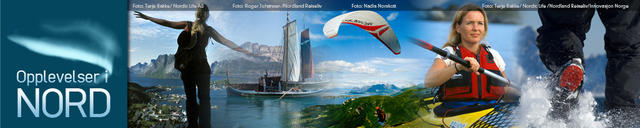 Foto: Terje Rakke/ Nordic Life AS
Foto: Roger Johansen /Nordland Reiseliv
Foto: Nadia Norskott
Foto: Terje Rakke/ Nordic Life /Nordland Reiseliv/Innovasjon Norge
Opplevelser i
NORD